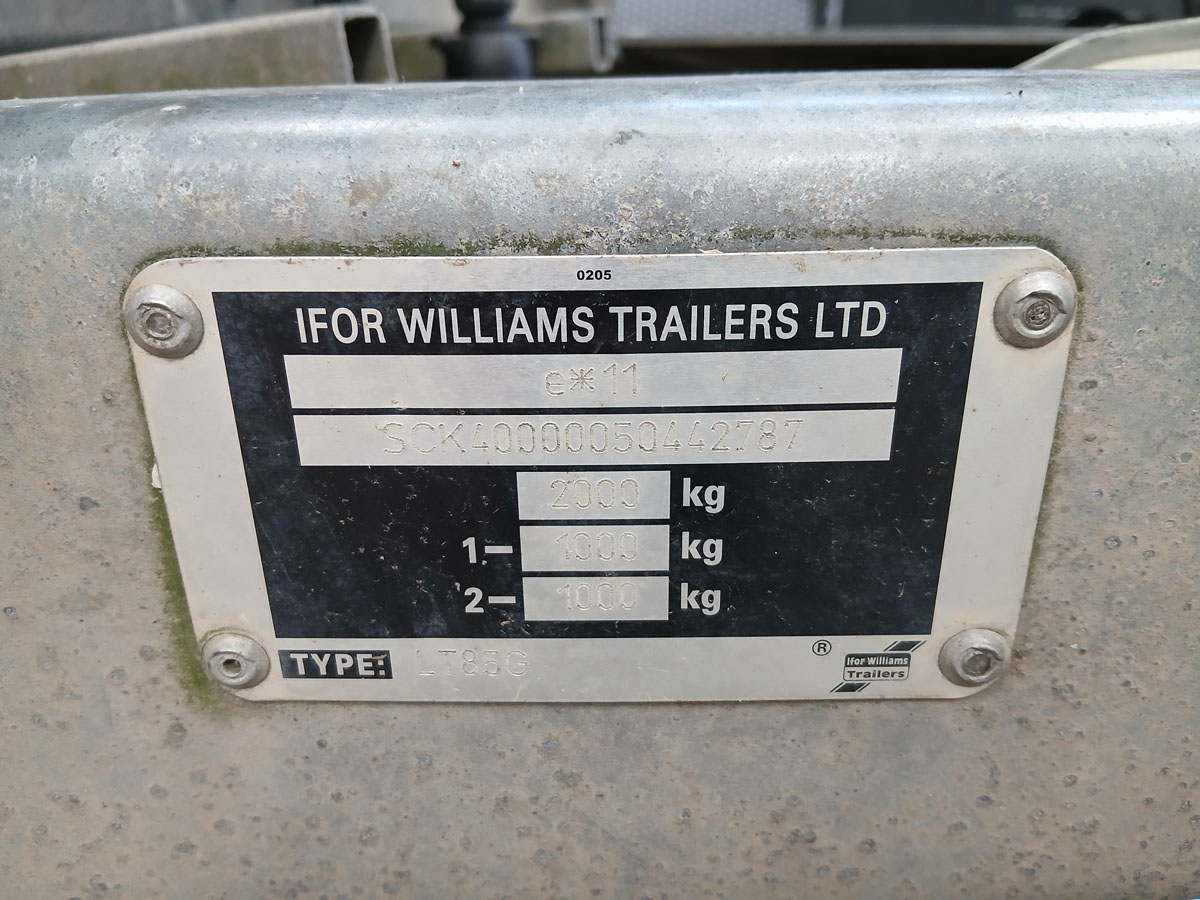 0205
IFOR WILLIAMS TRAILERS LTD
e*11
SCK40000050442787
2000 kg
1– 1000 kg
2– 1000 kg
TYPE: LT85G
®
Ifor Williams
Trailers